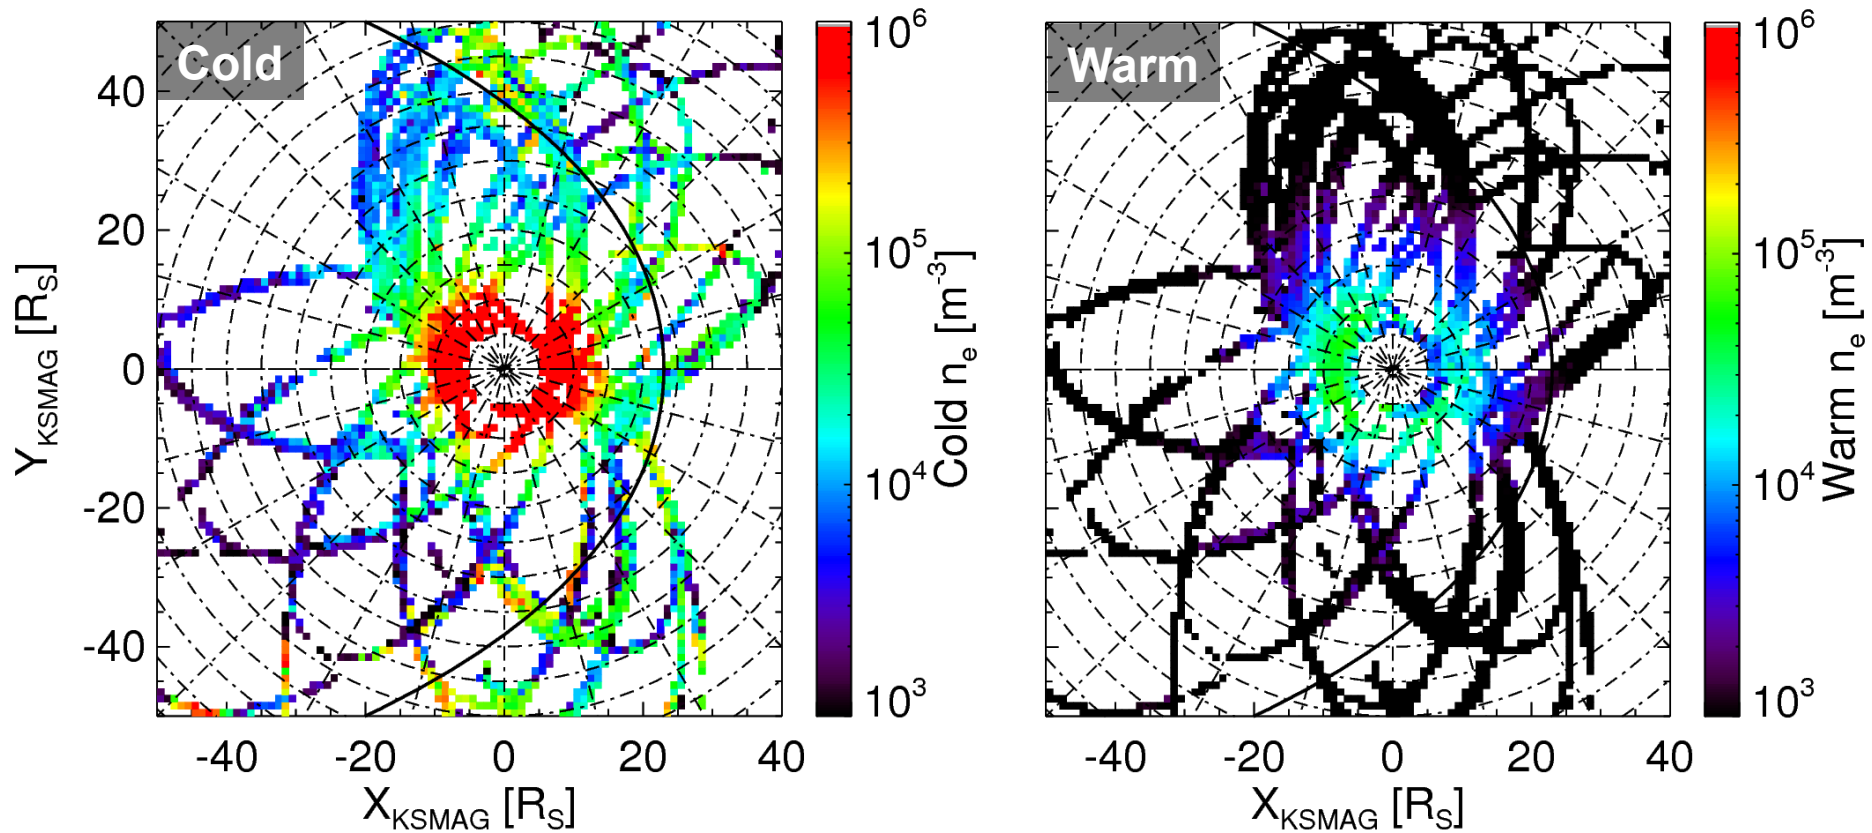 Cold
40
20
0
-20
-40
Y_KSMAG [R_S]
-40 -20 0 20 40
X_KSMAG [R_S]
10^6
10^5
10^4
10^3
Cold n_e [m^-3]
Warm
-40 -20 0 20 40
X_KSMAG [R_S]
10^6
10^5
10^4
10^3
Warm n_e [m^-3]